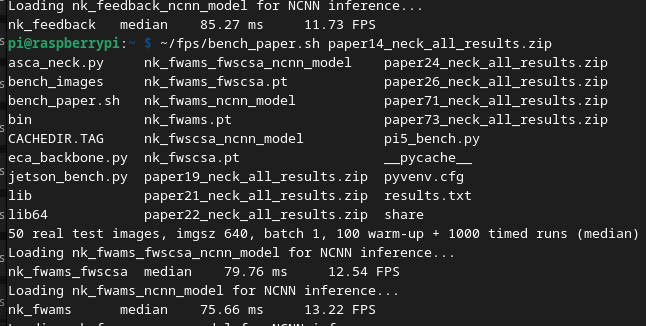 Loading nk_feedback_ncnn_model for NCNN inference...
nk_feedback   median    85.27 ms     11.73 FPS
pi@raspberrypi:~ $ ~/fps/bench_paper.sh paper14_neck_all_results.zip
asca_neck.py     nk_fwams_fwscsa_ncnn_model    paper24_neck_all_results.zip
bench_images     nk_fwams_fwscsa.pt            paper26_neck_all_results.zip
bench_paper.sh   nk_fwams_ncnn_model           paper71_neck_all_results.zip
bin              nk_fwams.pt                   paper73_neck_all_results.zip
CACHEDIR.TAG     nk_fwscsa_ncnn_model          pi5_bench.py
eca_backbone.py  nk_fwscsa.pt                  __pycache__
jetson_bench.py  paper19_neck_all_results.zip  pyvenv.cfg
lib              paper21_neck_all_results.zip  results.txt
lib64            paper22_neck_all_results.zip  share
50 real test images, imgsz 640, batch 1, 100 warm-up + 1000 timed runs (median)
Loading nk_fwams_fwscsa_ncnn_model for NCNN inference...
nk_fwams_fwscsa  median    79.76 ms     12.54 FPS
Loading nk_fwams_ncnn_model for NCNN inference...
nk_fwams      median    75.66 ms     13.22 FPS